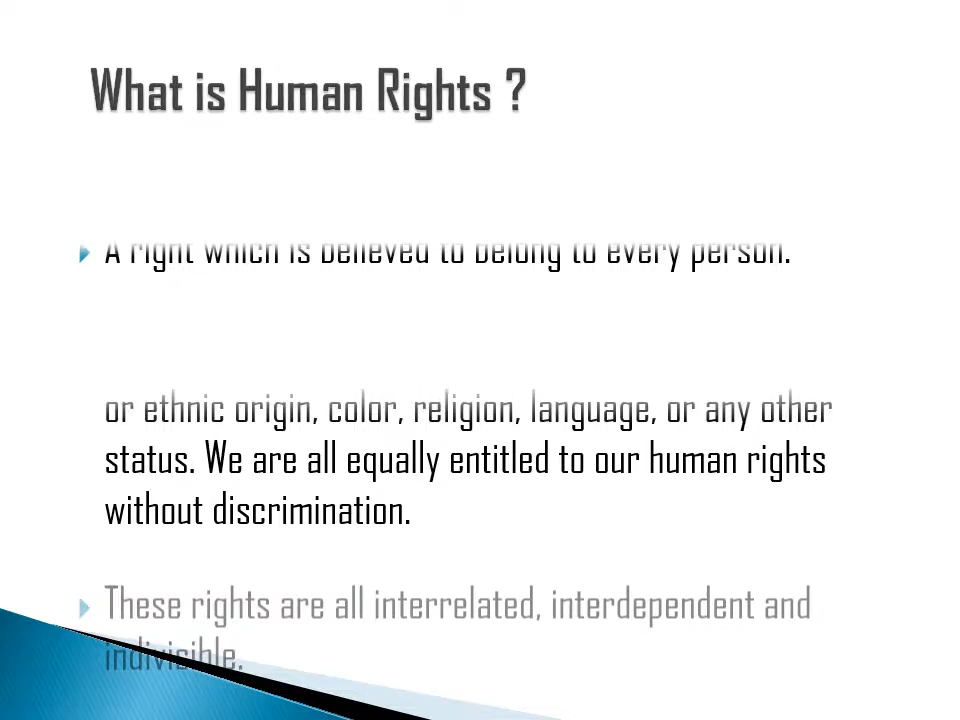 What is Human Rights ?
A right which is believed to belong to every person.
or ethnic origin, color, religion, language, or any other
status. We are all equally entitled to our human rights
without discrimination.
These rights are all interrelated, interdependent and
indivisible.